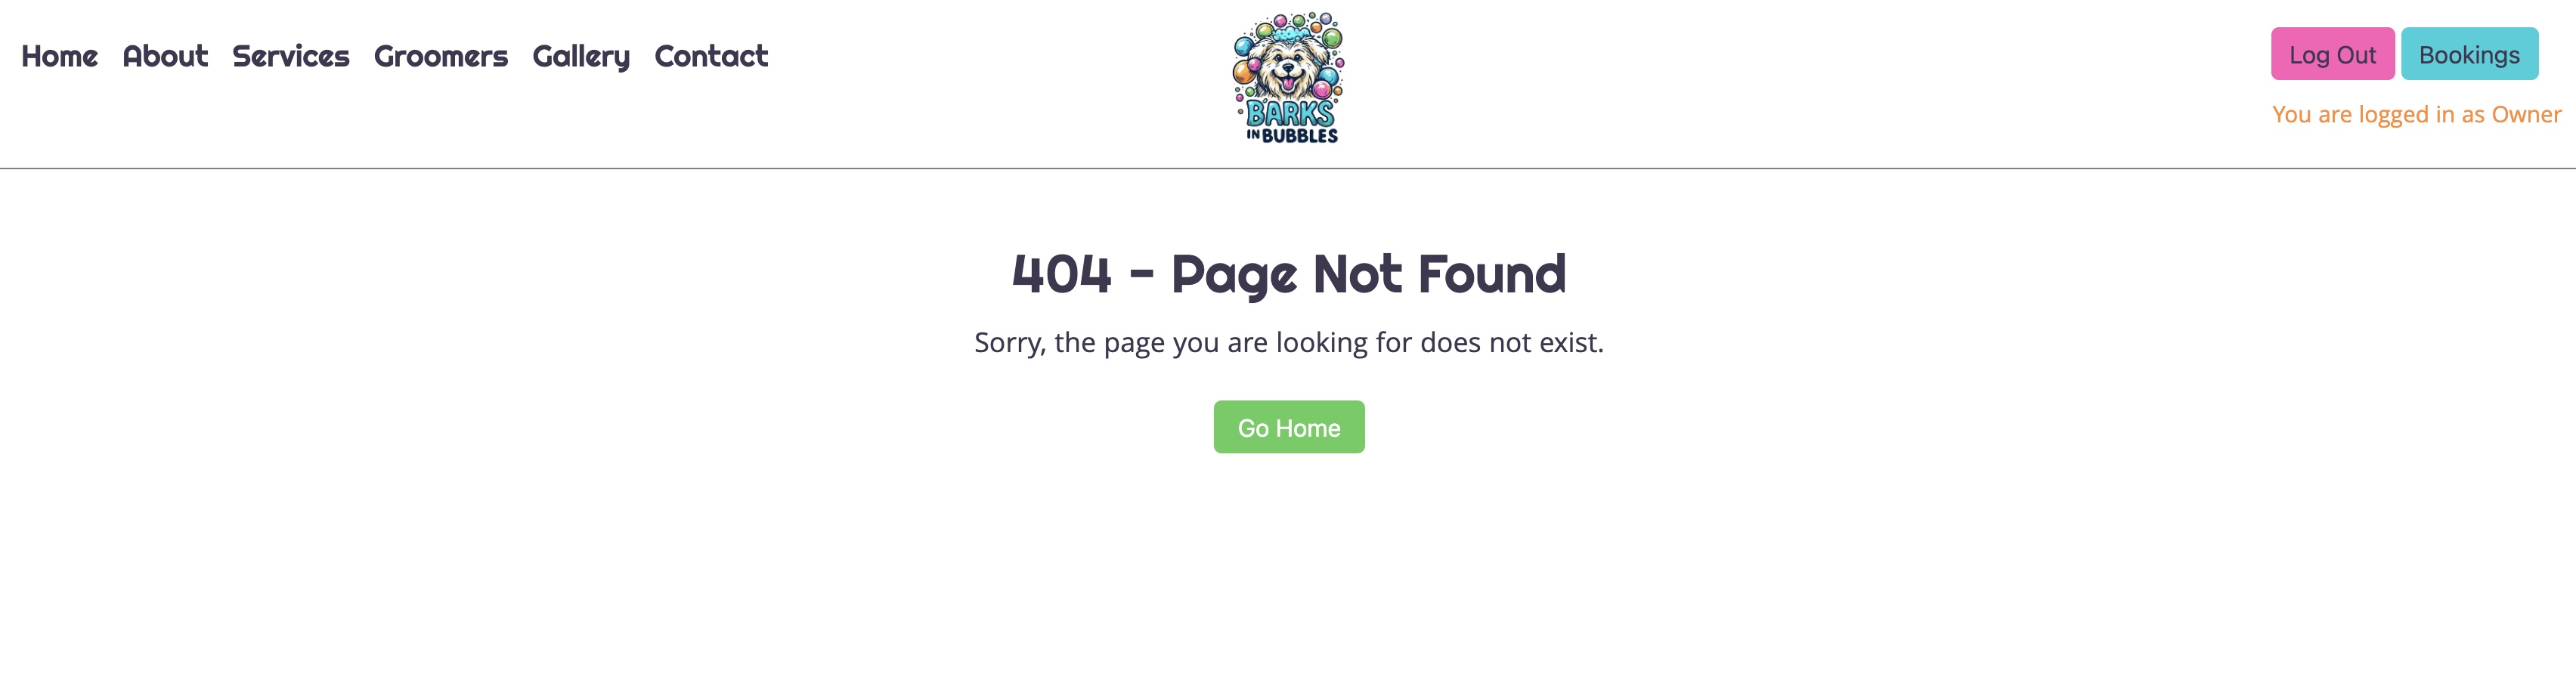 Home About Services Groomers Gallery Contact
BARKS
IN BUBBLES
Log Out Bookings
You are logged in as Owner
404 - Page Not Found
Sorry, the page you are looking for does not exist.
Go Home